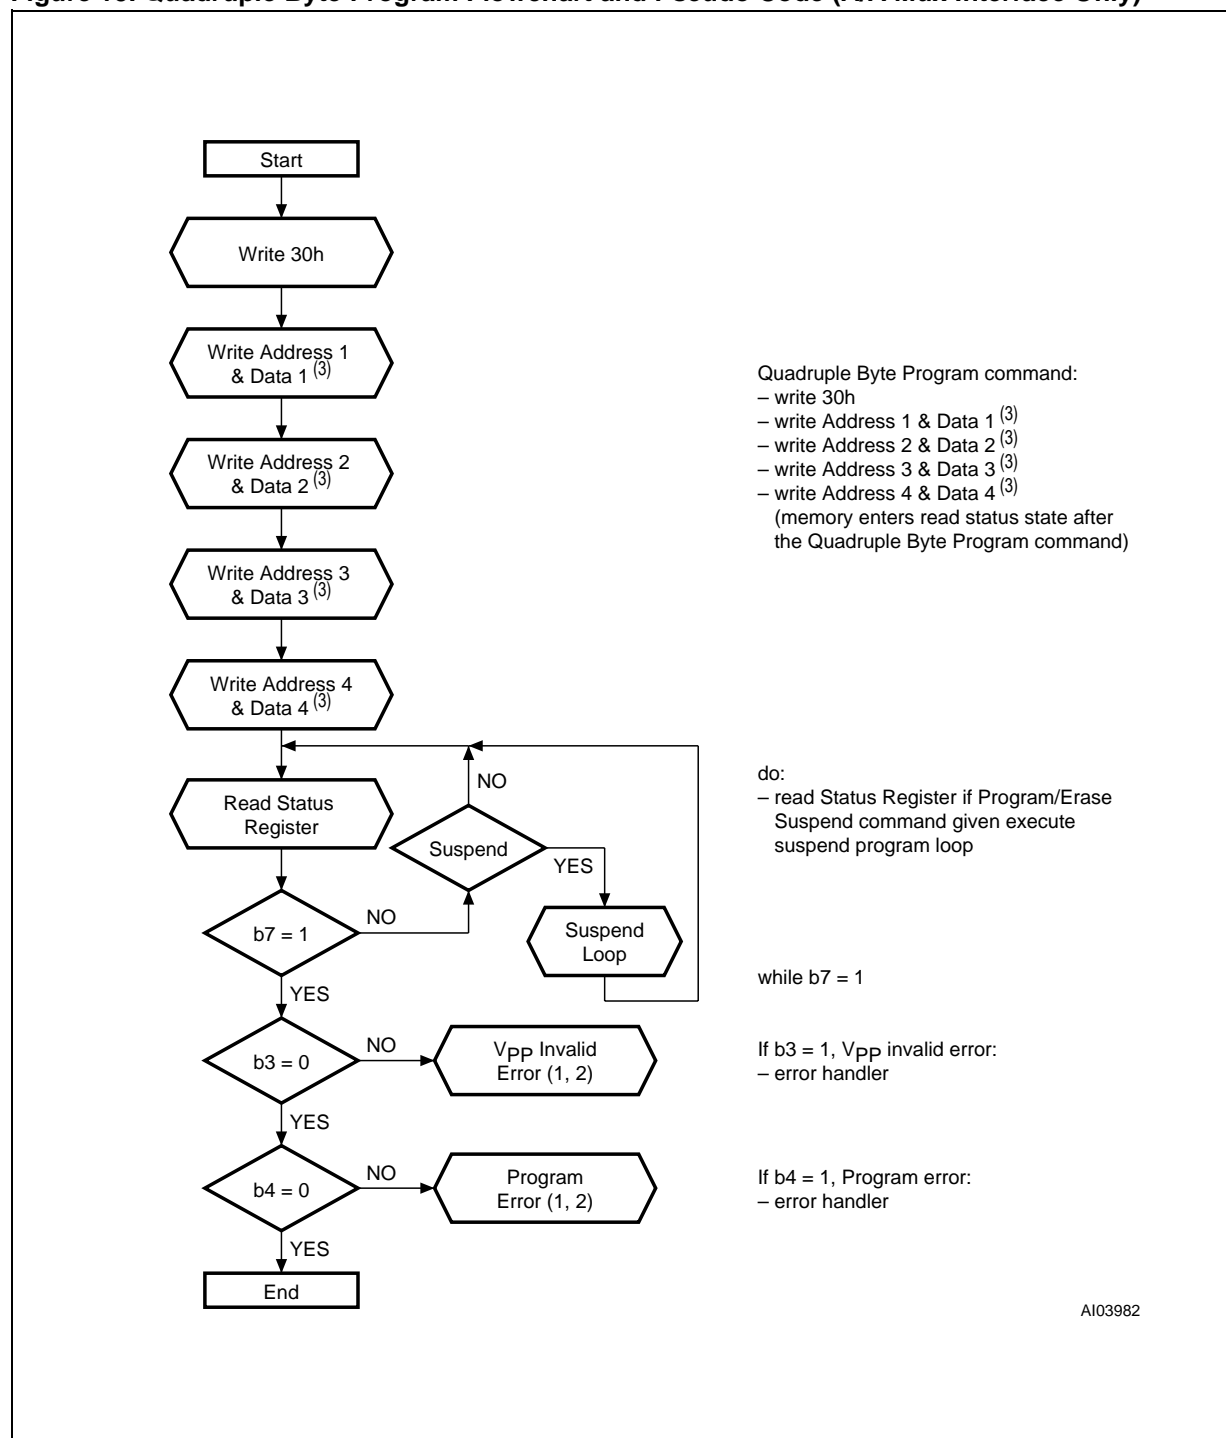 Start
Write 30h
Write Address 1
& Data 1 (3)
Write Address 2
& Data 2 (3)
Write Address 3
& Data 3 (3)
Write Address 4
& Data 4 (3)
Quadruple Byte Program command:
– write 30h
– write Address 1 & Data 1 (3)
– write Address 2 & Data 2 (3)
– write Address 3 & Data 3 (3)
– write Address 4 & Data 4 (3)
(memory enters read status state after
the Quadruple Byte Program command)
NO
Read Status
Register
Suspend
YES
do:
– read Status Register if Program/Erase
Suspend command given execute
suspend program loop
b7 = 1
NO
Suspend
Loop
YES
while b7 = 1
b3 = 0
NO
VPP Invalid
Error (1, 2)
YES
If b3 = 1, VPP invalid error:
– error handler
b4 = 0
NO
Program
Error (1, 2)
YES
If b4 = 1, Program error:
– error handler
End
AI03982